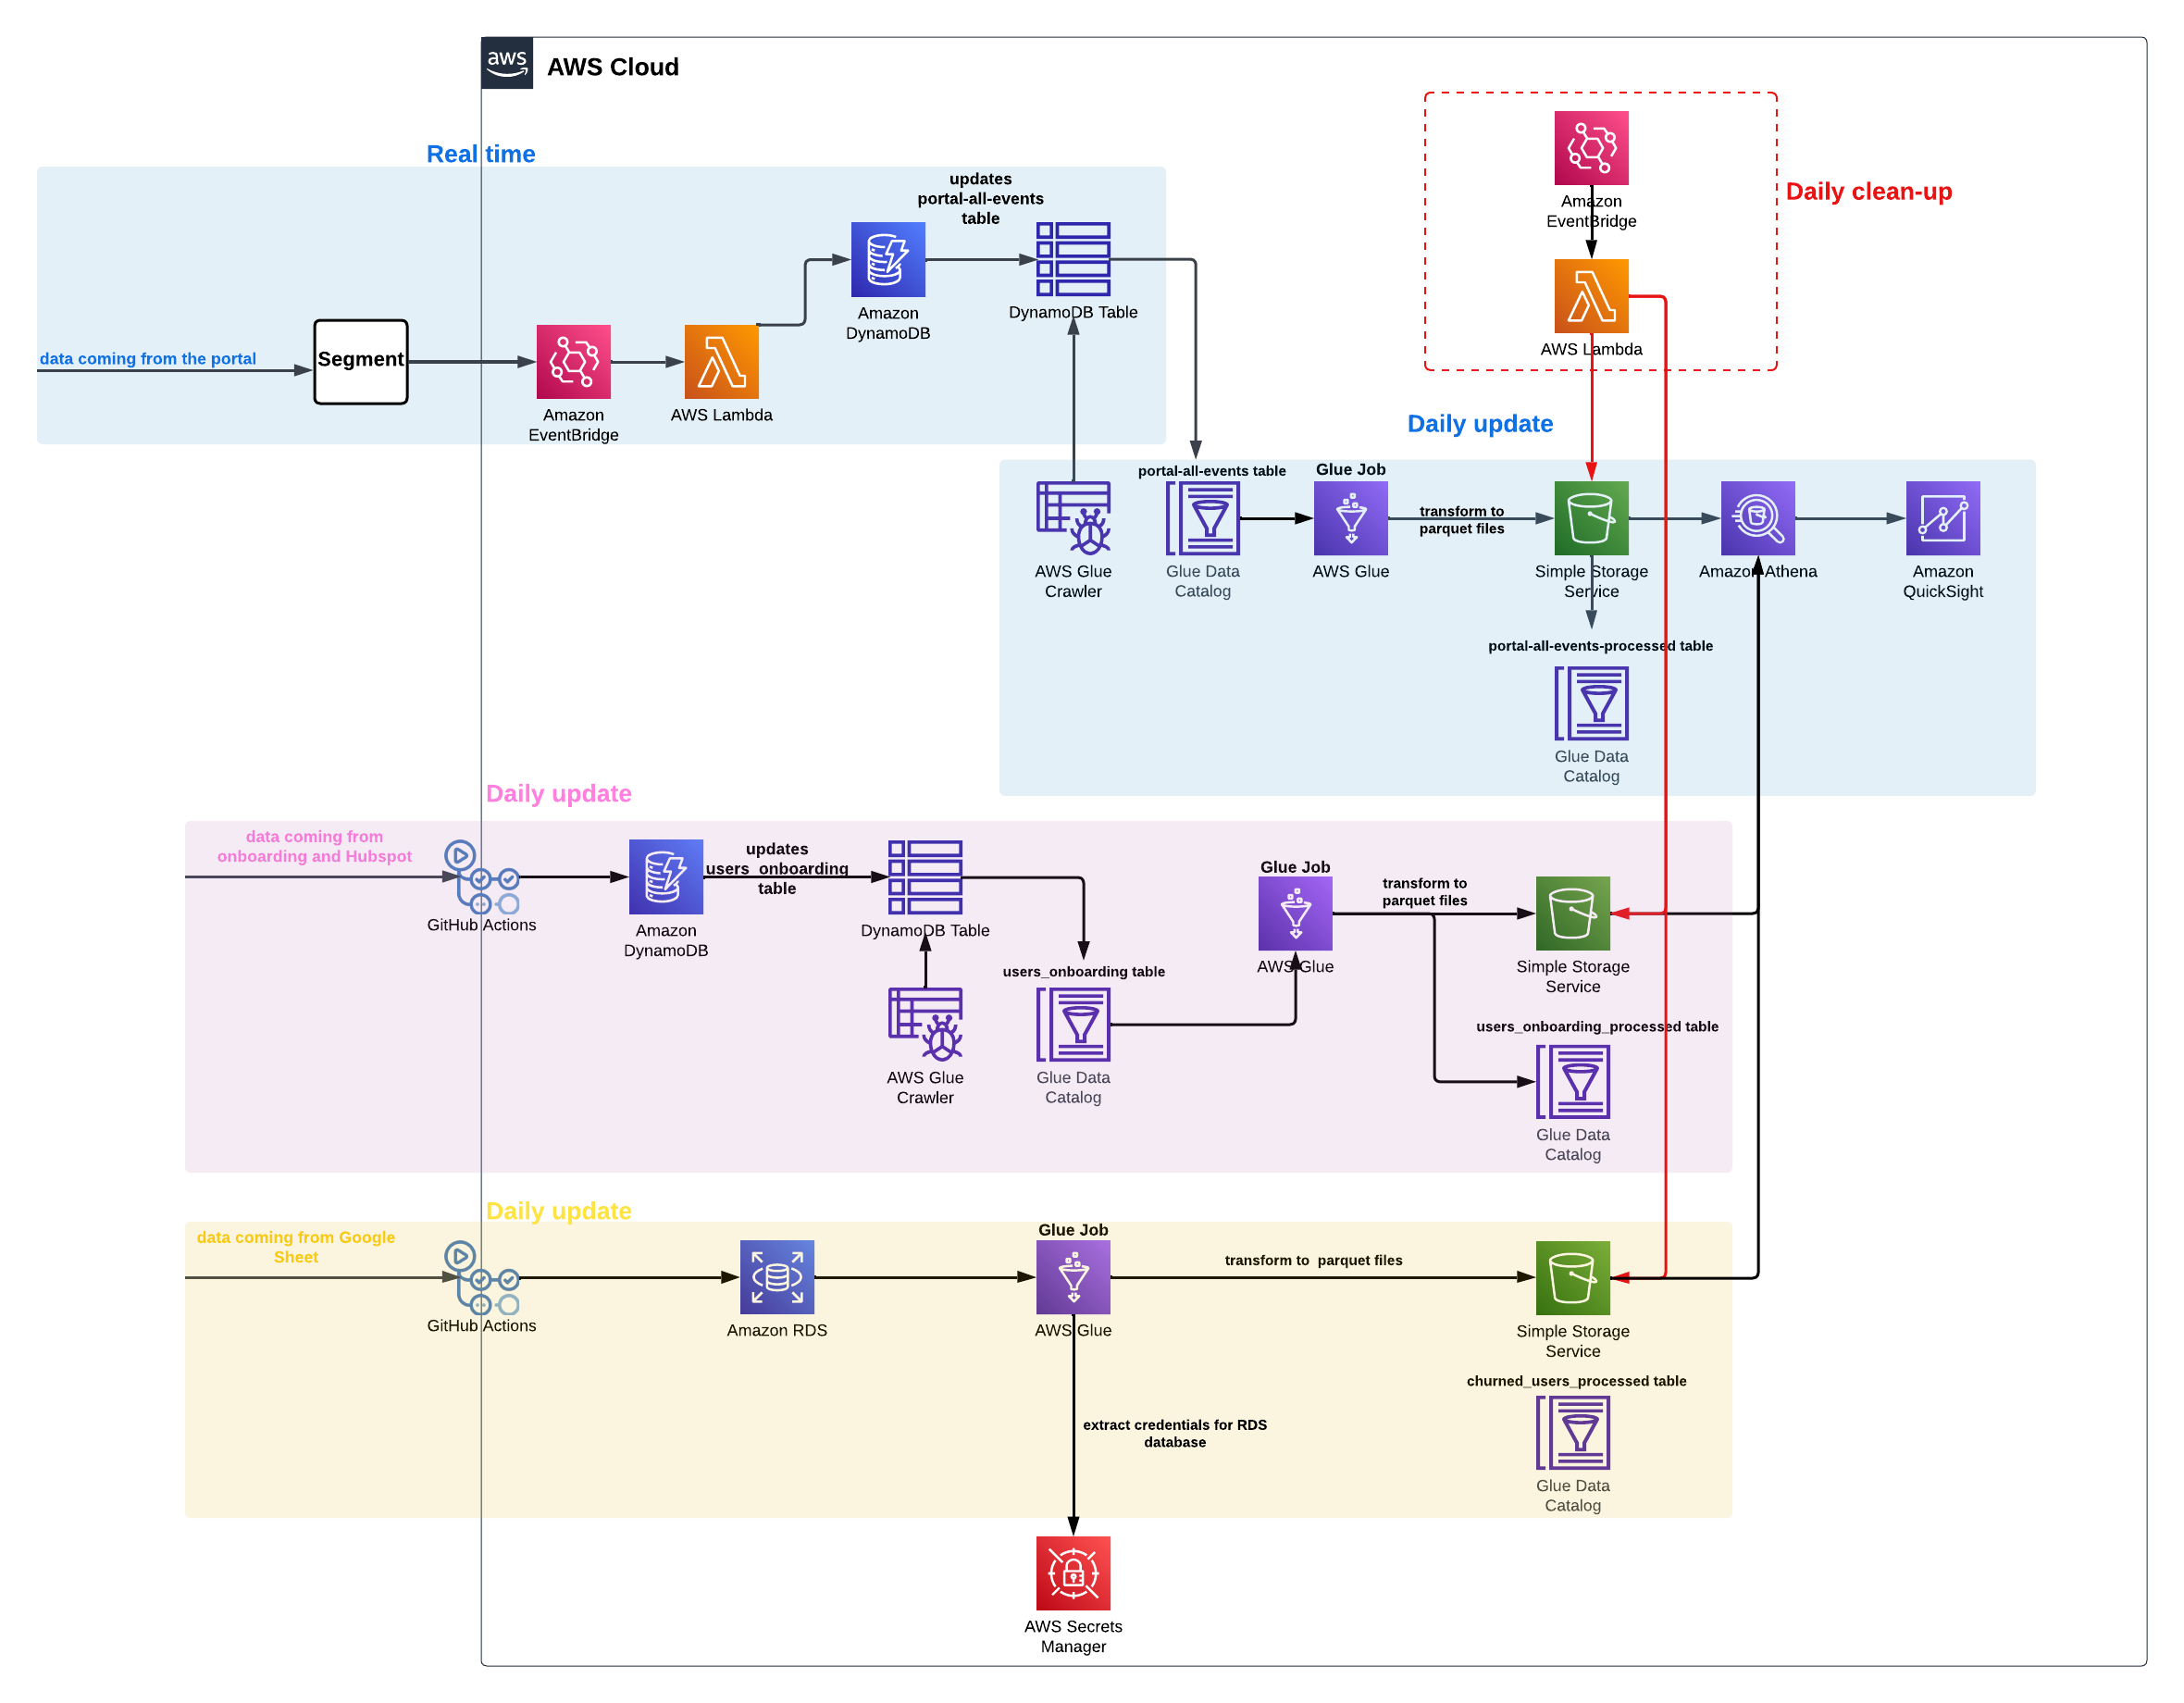 aws
AWS Cloud
Real time
data coming from the portal
Segment
Amazon
EventBridge
AWS Lambda
Amazon
DynamoDB
updates
portal-all-events
table
DynamoDB Table
Amazon
EventBridge
AWS Lambda
Daily clean-up
Daily update
AWS Glue
Crawler
portal-all-events table
Glue Data
Catalog
Glue Job
AWS Glue
transform to
parquet files
Simple Storage
Service
Amazon Athena
Amazon
QuickSight
portal-all-events-processed table
Glue Data
Catalog
Daily update
data coming from
onboarding and Hubspot
GitHub Actions
Amazon
DynamoDB
updates
users_onboarding
table
DynamoDB Table
AWS Glue
Crawler
users_onboarding table
Glue Data
Catalog
Glue Job
AWS Glue
transform to
parquet files
Simple Storage
Service
users_onboarding_processed table
Glue Data
Catalog
Daily update
data coming from Google
Sheet
GitHub Actions
Amazon RDS
Glue Job
AWS Glue
transform to  parquet files
Simple Storage
Service
churned_users_processed table
Glue Data
Catalog
extract credentials for RDS
database
AWS Secrets
Manager